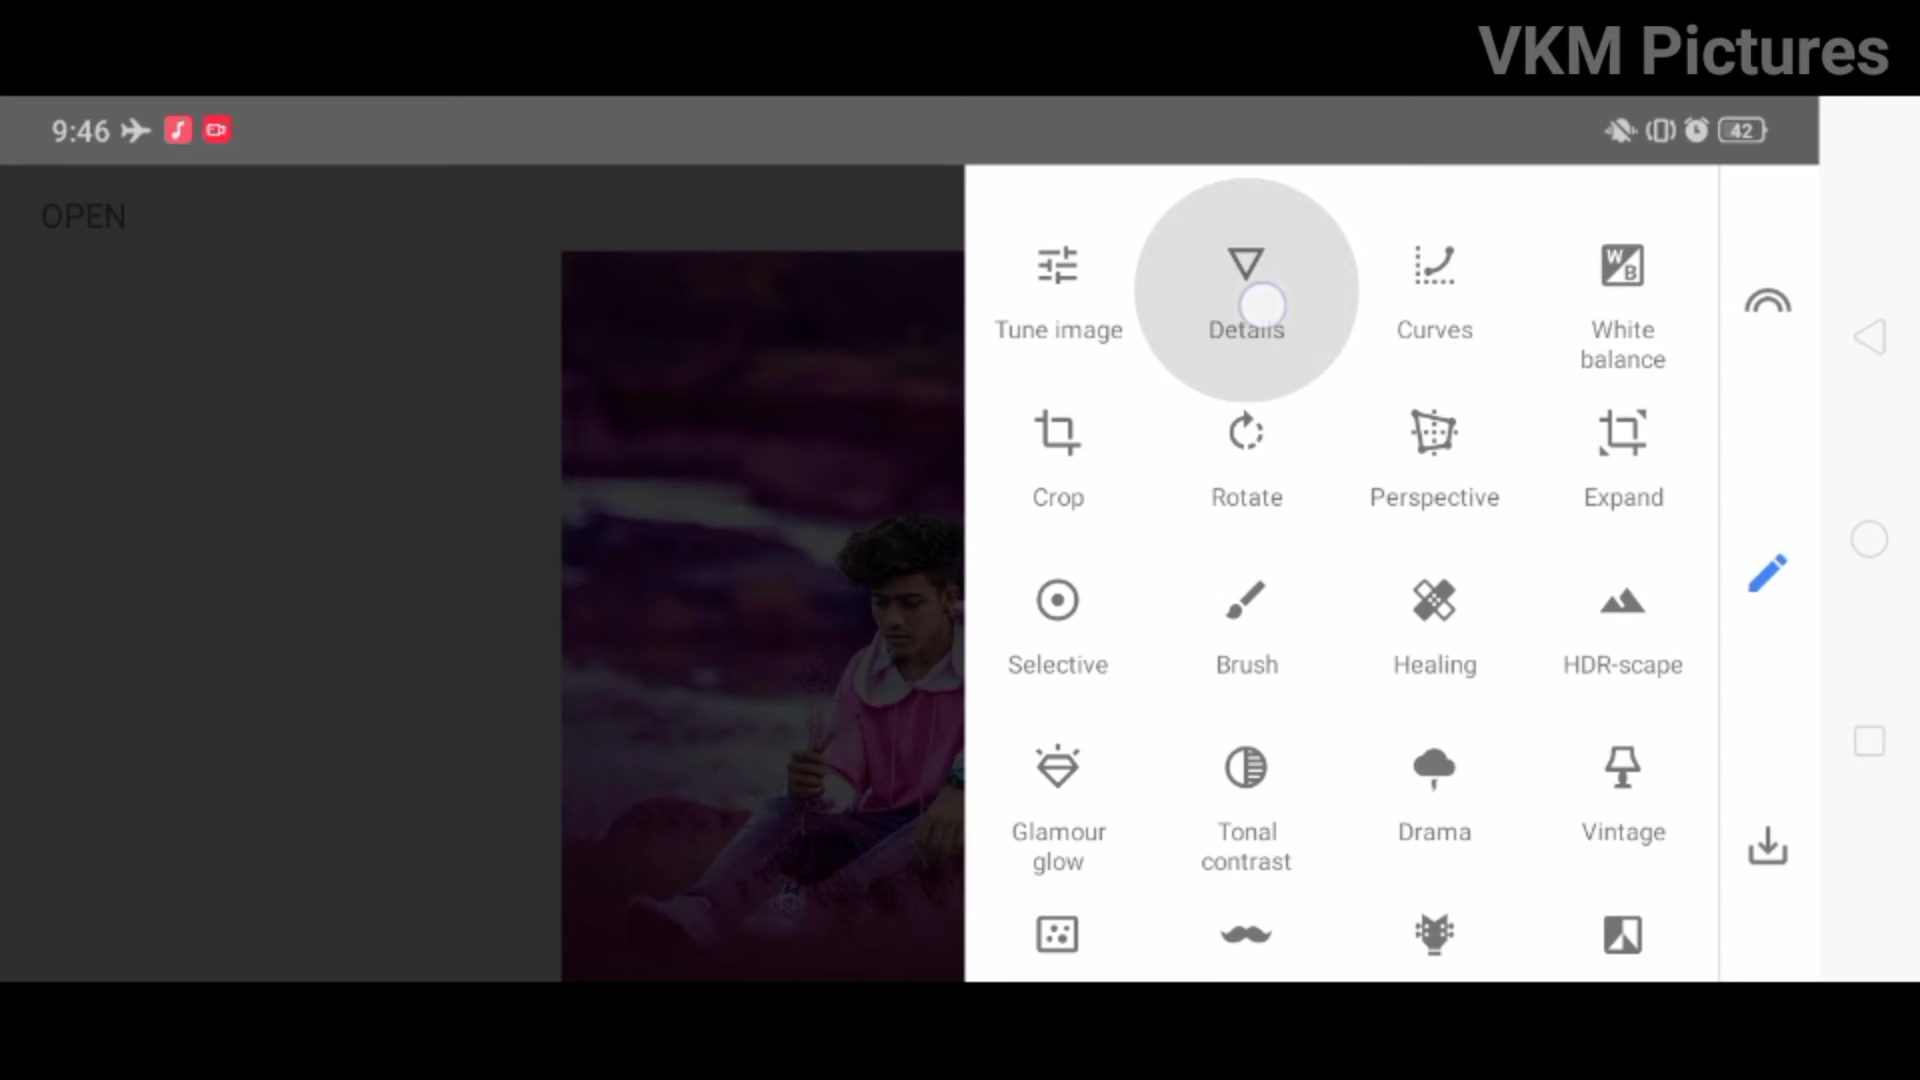 VKM Pictures
9:46
42
OPEN
Tune image
Details
Curves
White
balance
Crop
Rotate
Perspective
Expand
Selective
Brush
Healing
HDR-scape
Glamour
glow
Tonal
contrast
Drama
Vintage